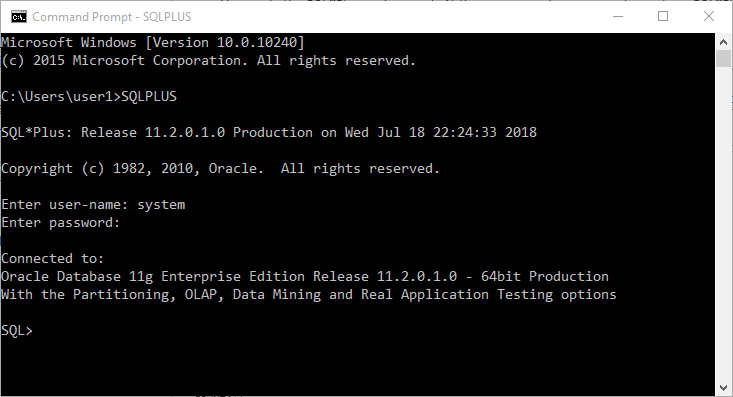 Command Prompt - SQLPLUS
Microsoft Windows [Version 10.0.10240]
(c) 2015 Microsoft Corporation. All rights reserved.
C:\Users\user1>SQLPLUS
SQL*Plus: Release 11.2.0.1.0 Production on Wed Jul 18 22:24:33 2018
Copyright (c) 1982, 2010, Oracle.  All rights reserved.
Enter user-name: system
Enter password:
Connected to:
Oracle Database 11g Enterprise Edition Release 11.2.0.1.0 - 64bit Production
With the Partitioning, OLAP, Data Mining and Real Application Testing options
SQL>